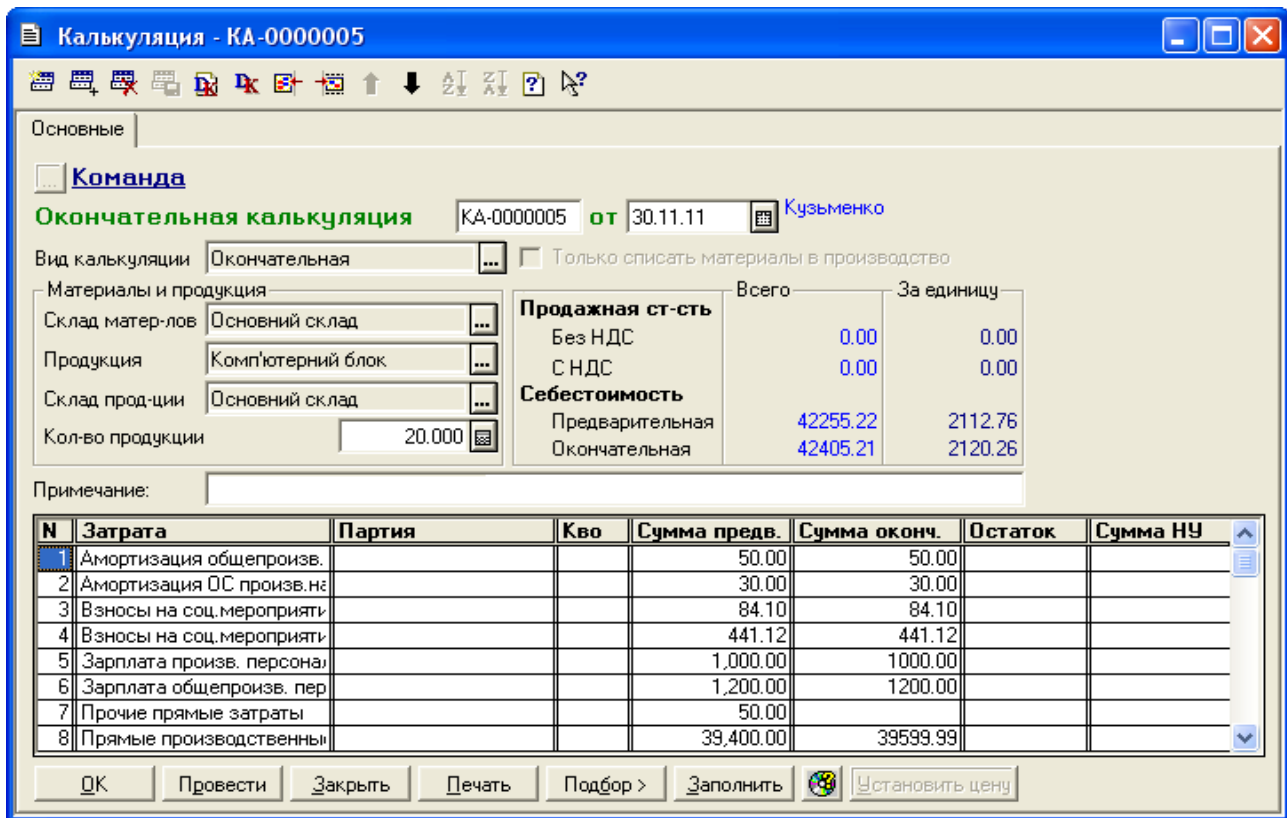 Калькуляция - КА-0000005
Основные
... Команда
Окончательная калькуляция КА-0000005 от 30.11.11 Кузьменко
Вид калькуляции Окончательная ... Только списать материалы в производство
Материалы и продукция Всего За единицу
Склад матер-лов Основний склад ... Продажная ст-сть
Без НДС 0.00 0.00
Продукция Комп'ютерний блок ... С НДС 0.00 0.00
Склад прод-ции Основний склад ... Себестоимость
Предварительная 42255.22 2112.76
Кол-во продукции 20.000 Окончательная 42405.21 2120.26
Примечание:
N Затрата Партия Кво Сумма предв. Сумма оконч. Остаток Сумма НУ
1 Амортизация общепроизв. 50.00 50.00
2 Амортизация ОС произв.на 30.00 30.00
3 Взносы на соц.мероприяти 84.10 84.10
4 Взносы на соц.мероприяти 441.12 441.12
5 Зарплата произв. персона 1,000.00 1000.00
6 Зарплата общепроизв. пер 1,200.00 1200.00
7 Прочие прямые затраты 50.00
8 Прямые производственны 39,400.00 39599.99
OK Провести Закрыть Печать Подбор > Заполнить Установить цену